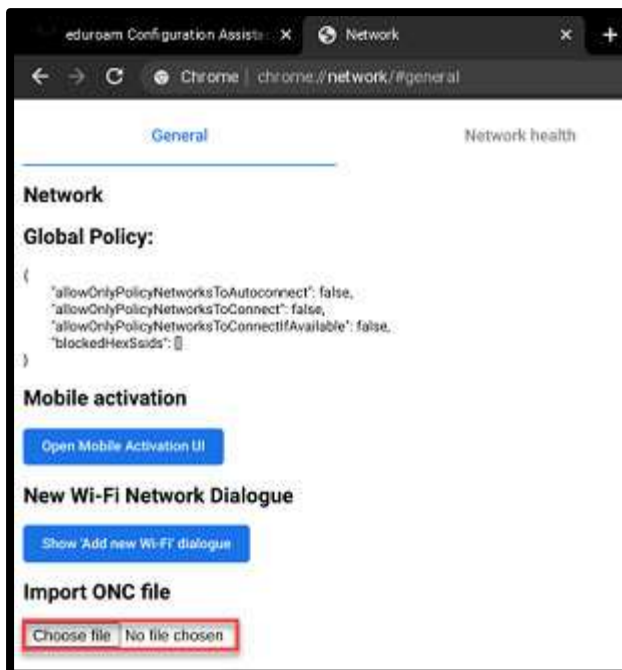 eduroam Configuration Assista
Network
Chrome | chrome://network/#general
General
Network health
Network
Global Policy:
{
"allowOnlyPolicyNetworksToAutoconnect": false,
"allowOnlyPolicyNetworksToConnect": false,
"allowOnlyPolicyNetworksToConnectIfAvailable": false,
"blockedHexSsids": []
}
Mobile activation
Open Mobile Activation UI
New Wi-Fi Network Dialogue
Show 'Add new Wi-Fi' dialogue
Import ONC file
Choose file No file chosen